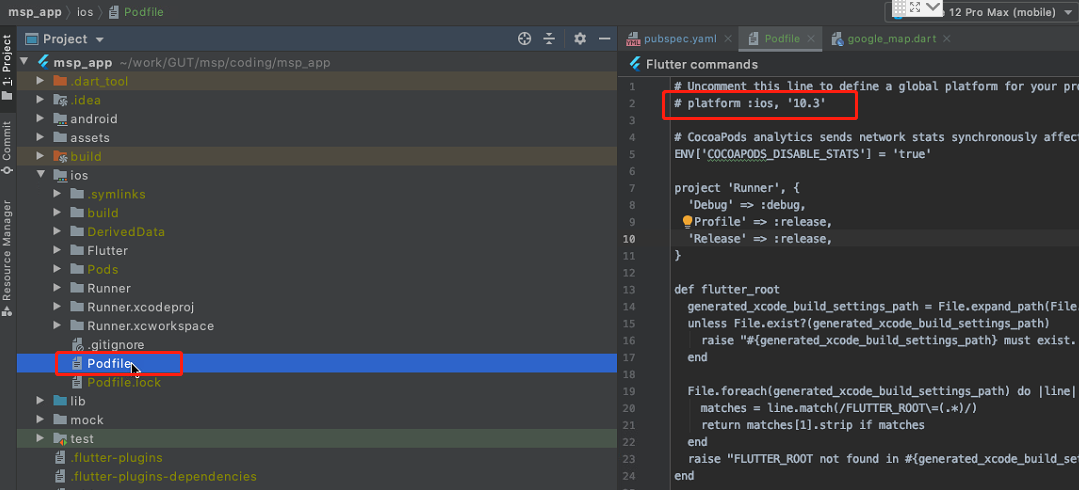 msp_app › ios › Podfile
12 Pro Max (mobile)
1: Project
Commit
Resource Manager
Project
msp_app ~/work/GUT/msp/coding/msp_app
.dart_tool
.idea
android
assets
build
ios
.symlinks
build
DerivedData
Flutter
Pods
Runner
Runner.xcodeproj
Runner.xcworkspace
.gitignore
Podfile
Podfile.lock
lib
mock
test
.flutter-plugins
.flutter-plugins-dependencies
pubspec.yaml
Podfile
google_map.dart
Flutter commands
1 # Uncomment this line to define a global platform for your pro
2 # platform :ios, '10.3'
3
4 # CocoaPods analytics sends network stats synchronously affect
5 ENV['COCOAPODS_DISABLE_STATS'] = 'true'
6
7 project 'Runner', {
8 'Debug' => :debug,
9 Profile' => :release,
10 'Release' => :release,
11 }
12
13 def flutter_root
14 generated_xcode_build_settings_path = File.expand_path(File.
15 unless File.exist?(generated_xcode_build_settings_path)
16 raise "#{generated_xcode_build_settings_path} must exist.
17 end
18
19 File.foreach(generated_xcode_build_settings_path) do |line|
20 matches = line.match(/FLUTTER_ROOT\=(.*)/)
21 return matches[1].strip if matches
22 end
23 raise "FLUTTER_ROOT not found in #{generated_xcode_build_set
24 end